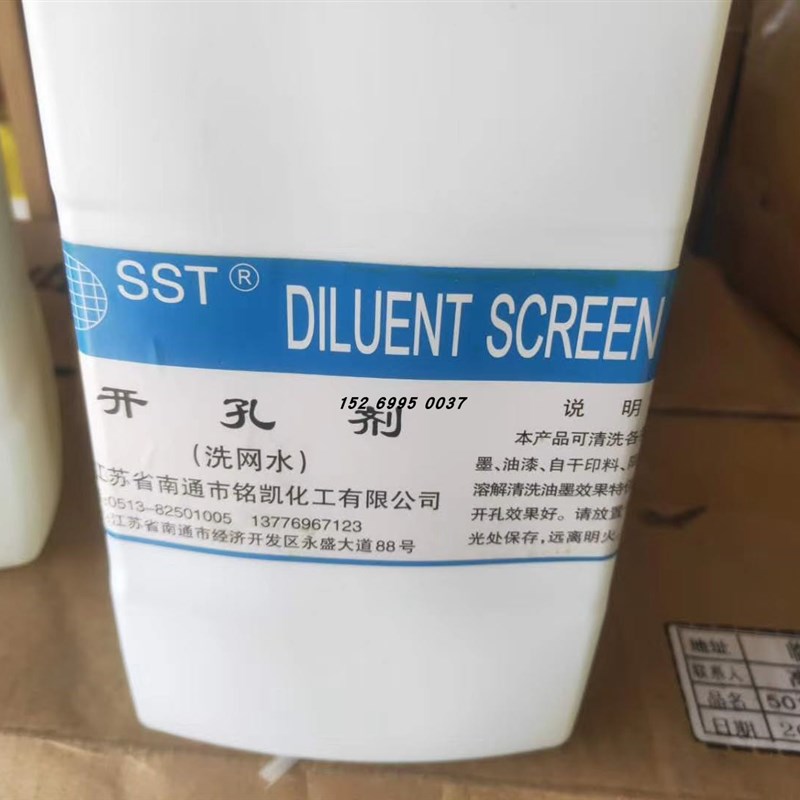 SST®
DILUENT SCREEN
开孔剂
(洗网水)
江苏省南通市铭凯化工有限公司
:0513-82501005 13776967123
江苏省南通市经济开发区永盛大道88号
152 6995 0037
说明
本产品可清洗各
墨、油漆、自干印料、
溶解清洗油墨效果特
开孔效果好。请放置
光处保存,远离明火
地址
联系人
品名 50
日期 2